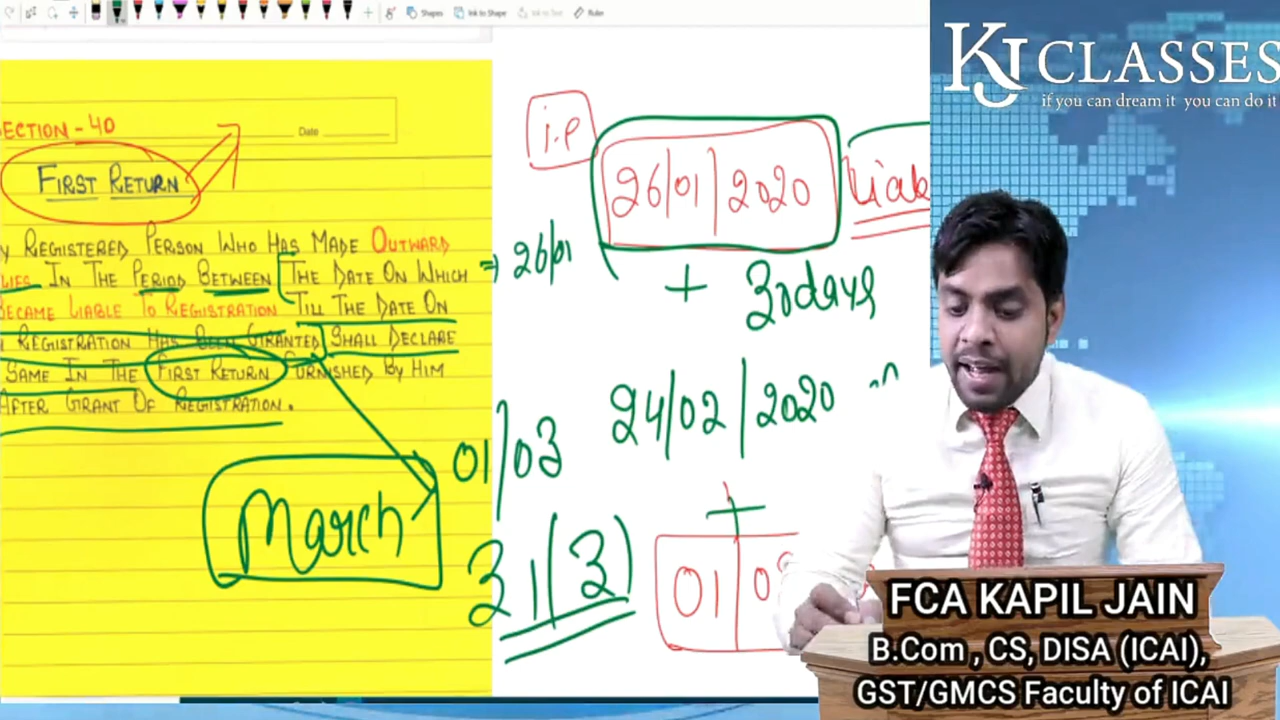 Shapes
Ink to Shape
Ink to Text
Ruler
ECTION - 40
Date
FIRST RETURN
Y REGISTERED PERSON WHO HAS MADE OUTWARD
LIES IN THE PERIOD BETWEEN [THE DATE ON WHICH
ECAME LIABLE TO REGISTRATION TILL THE DATE ON
REGISTRATION HAS BEEN GRANTED] SHALL DECLARE
SAME IN THE FIRST RETURN FURNISHED BY HIM
AFTER GRANT OF REGISTRATION.
March
i.e
26/01/2020
Liab
⇒ 26/01
+ 30days
24/02/2020
01/03
+
31(3)
01
KJ CLASSES
if you can dream it you can do it
FCA KAPIL JAIN
B.Com , CS, DISA (ICAI),
GST/GMCS Faculty of ICAI